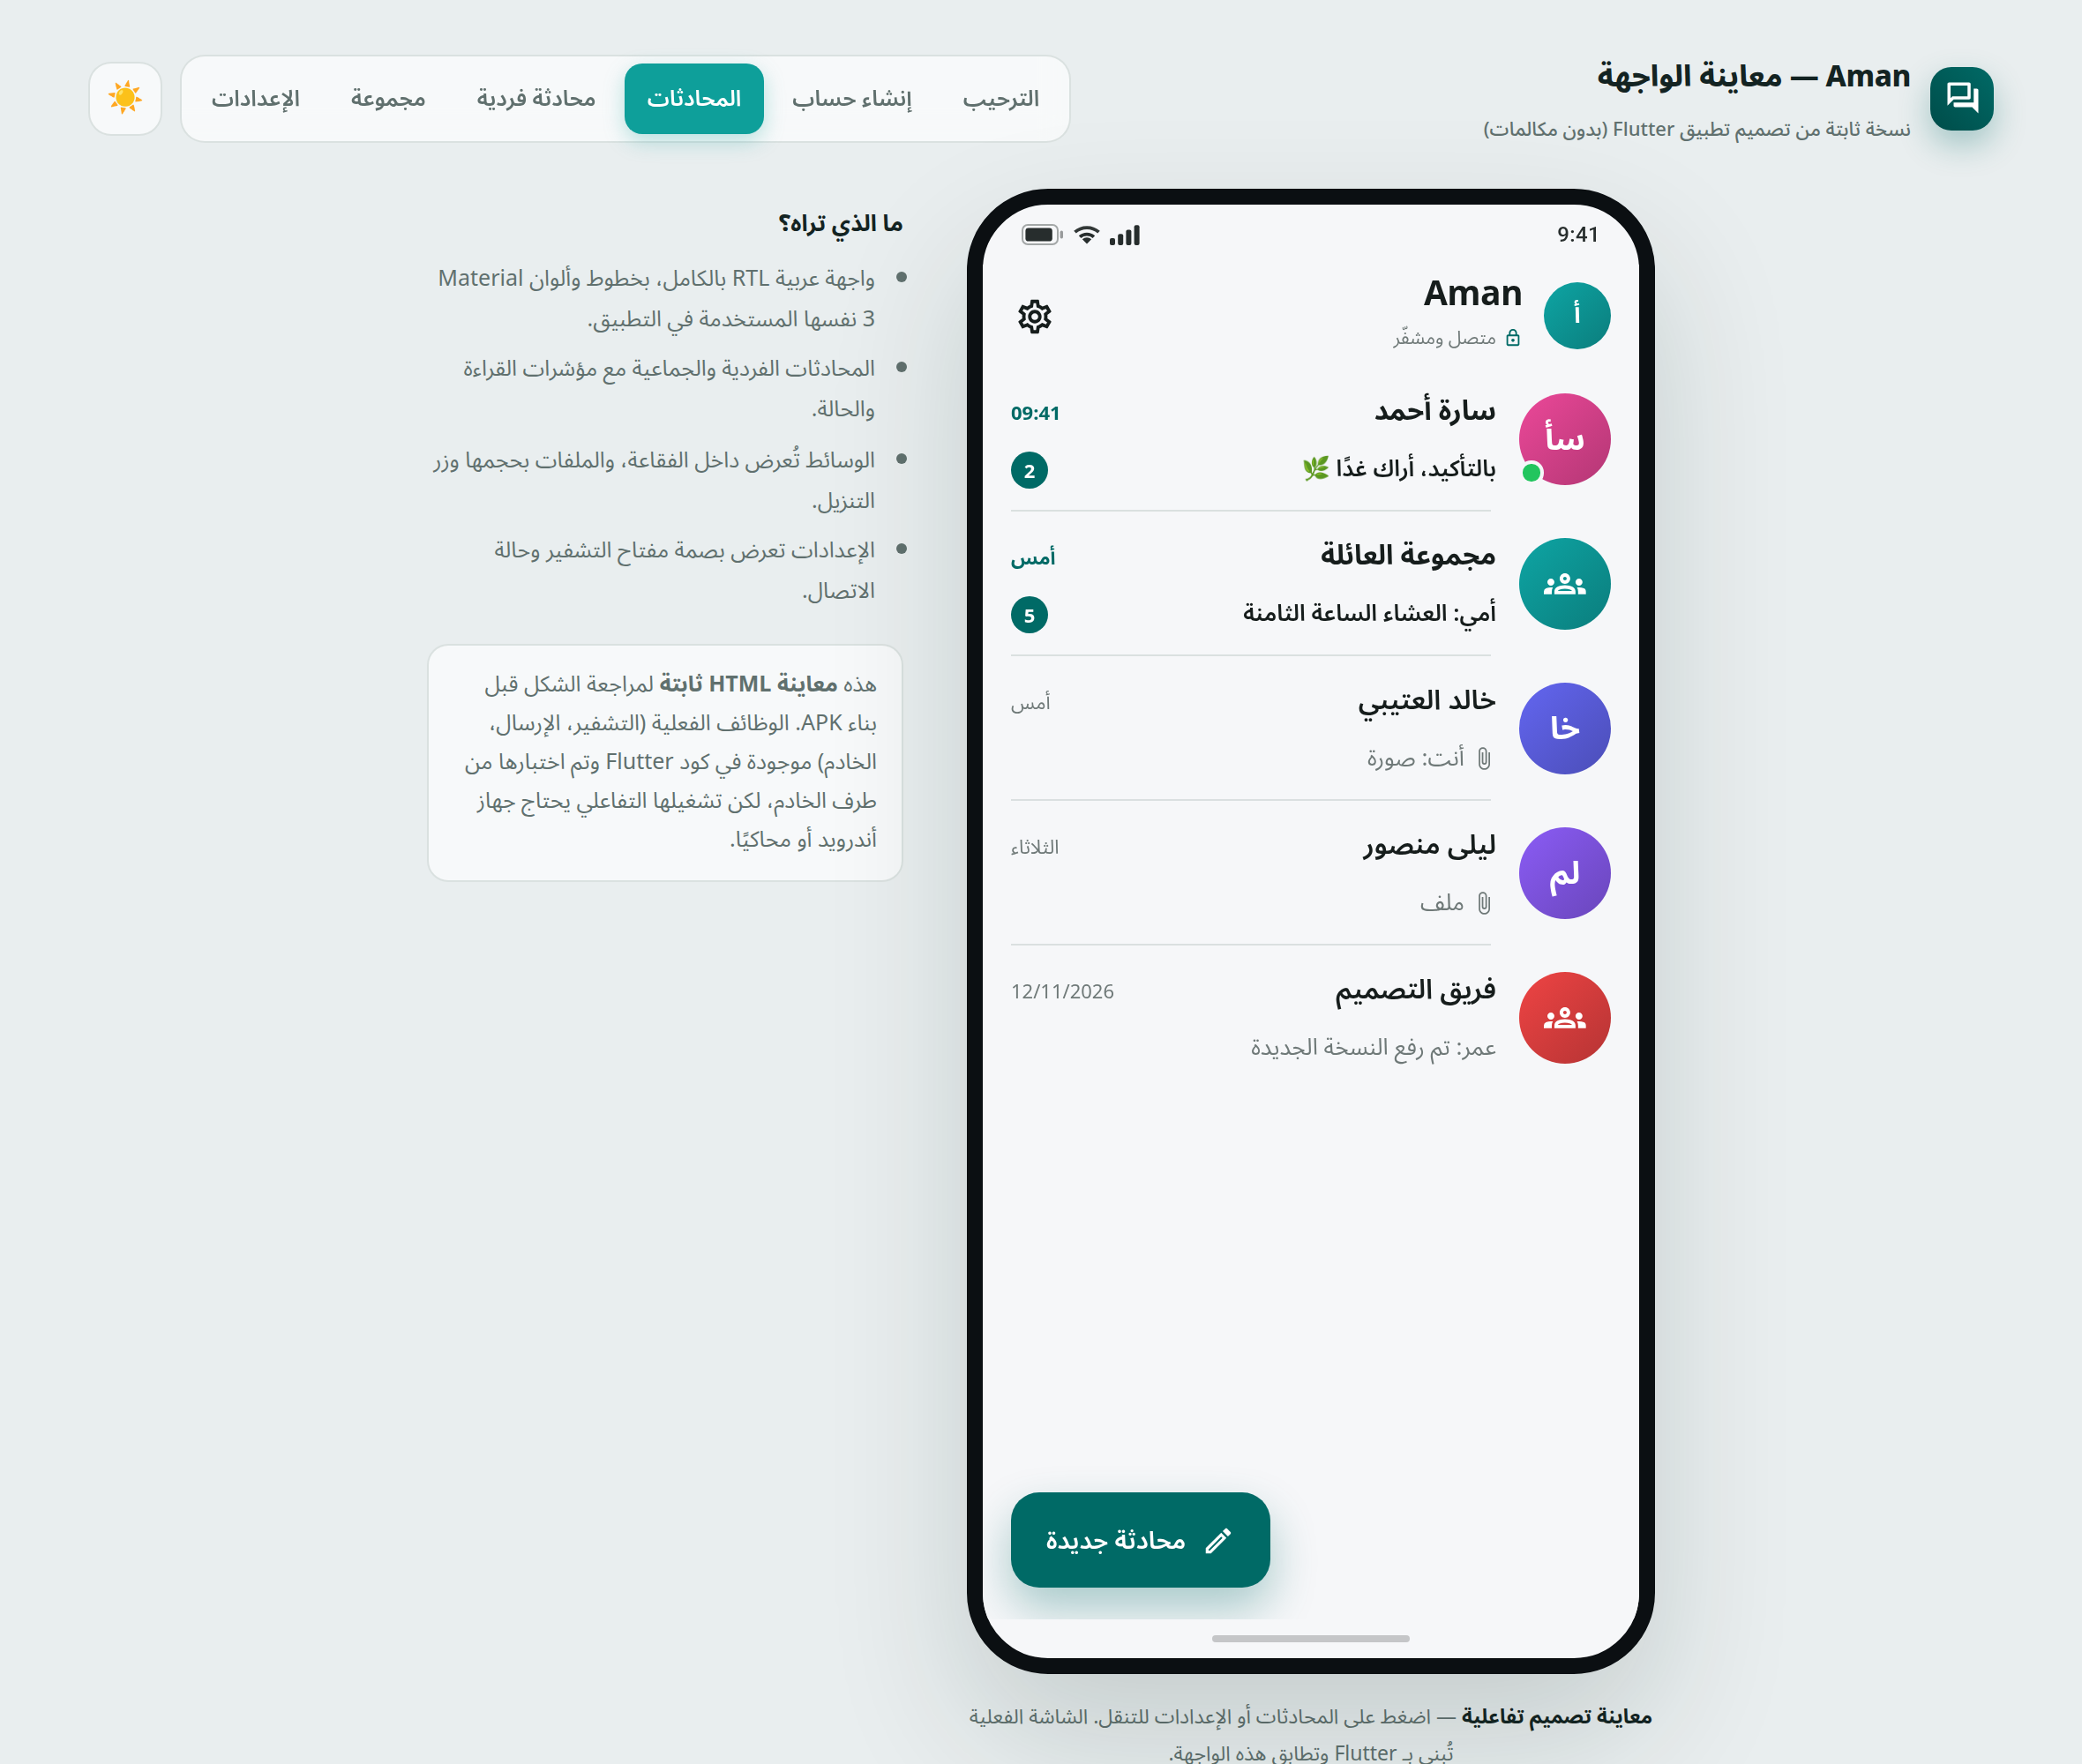 Aman — معاينة الواجهة
نسخة ثابتة من تصميم تطبيق Flutter (بدون مكالمات)
الترحيب
إنشاء حساب
المحادثات
محادثة فردية
مجموعة
الإعدادات
9:41
أ
Aman
متصل ومشفّر
سأ
سارة أحمد
09:41
بالتأكيد، أراك غدًا 🌿
2
مجموعة العائلة
أمس
أمي: العشاء الساعة الثامنة
5
خا
خالد العتيبي
أمس
أنت: صورة
لم
ليلى منصور
الثلاثاء
ملف
فريق التصميم
12/11/2026
عمر: تم رفع النسخة الجديدة
محادثة جديدة
معاينة تصميم تفاعلية — اضغط على المحادثات أو الإعدادات للتنقل. الشاشة الفعلية
تُبنى بـ Flutter وتطابق هذه الواجهة.
ما الذي تراه؟
واجهة عربية RTL بالكامل، بخطوط وألوان Material
3 نفسها المستخدمة في التطبيق.
المحادثات الفردية والجماعية مع مؤشرات القراءة
والحالة.
الوسائط تُعرض داخل الفقاعة، والملفات بحجمها وزر
التنزيل.
الإعدادات تعرض بصمة مفتاح التشفير وحالة
الاتصال.
هذه معاينة HTML ثابتة لمراجعة الشكل قبل
بناء APK. الوظائف الفعلية (التشفير، الإرسال،
الخادم) موجودة في كود Flutter وتم اختبارها من
طرف الخادم، لكن تشغيلها التفاعلي يحتاج جهاز
أندرويد أو محاكيًا.